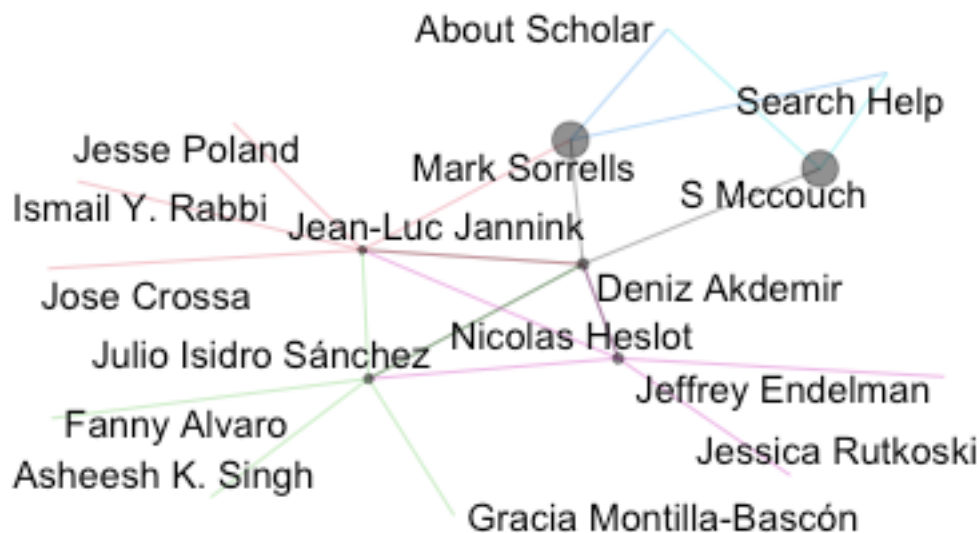 About Scholar
Search Help
Jesse Poland
Mark Sorrells
S Mccouch
Ismail Y. Rabbi
Jean-Luc Jannink
Jose Crossa
Deniz Akdemir
Nicolas Heslot
Julio Isidro Sánchez
Jeffrey Endelman
Fanny Alvaro
Jessica Rutkoski
Asheesh K. Singh
Gracia Montilla-Bascón